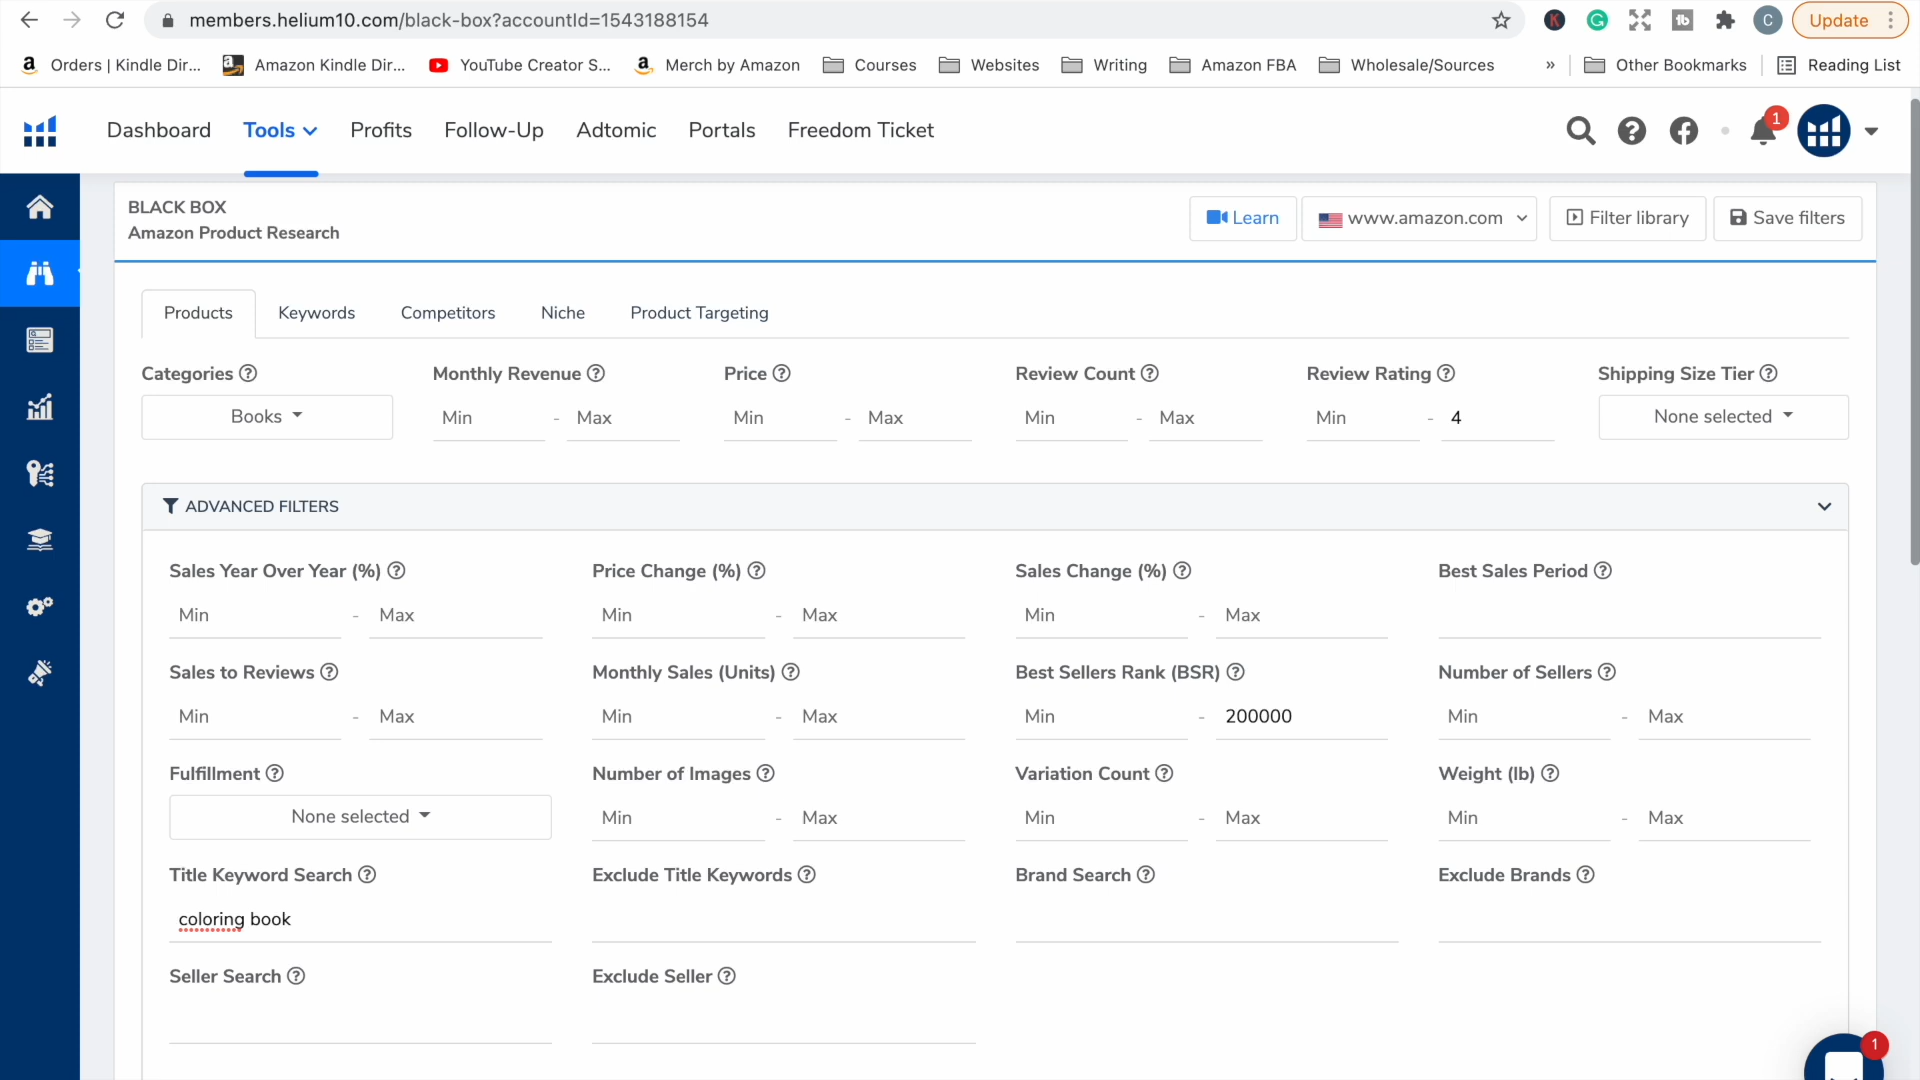 members.helium10.com/black-box?accountId=1543188154
K
G
tb
C
Update
a Orders | Kindle Dir...
a Amazon Kindle Dir...
YouTube Creator S...
a Merch by Amazon
Courses
Websites
Writing
Amazon FBA
Wholesale/Sources
»
Other Bookmarks
Reading List
Dashboard
Tools
Profits
Follow-Up
Adtomic
Portals
Freedom Ticket
1
BLACK BOX
Amazon Product Research
Learn
www.amazon.com
Filter library
Save filters
Products
Keywords
Competitors
Niche
Product Targeting
Categories
Monthly Revenue
Price
Review Count
Review Rating
Shipping Size Tier
Books
Min - Max
Min - Max
Min - Max
Min - 4
None selected
ADVANCED FILTERS
Sales Year Over Year (%)
Price Change (%)
Sales Change (%)
Best Sales Period
Min - Max
Min - Max
Min - Max
Sales to Reviews
Monthly Sales (Units)
Best Sellers Rank (BSR)
Number of Sellers
Min - Max
Min - Max
Min - 200000
Min - Max
Fulfillment
Number of Images
Variation Count
Weight (lb)
None selected
Min - Max
Min - Max
Min - Max
Title Keyword Search
Exclude Title Keywords
Brand Search
Exclude Brands
coloring book
Seller Search
Exclude Seller
1